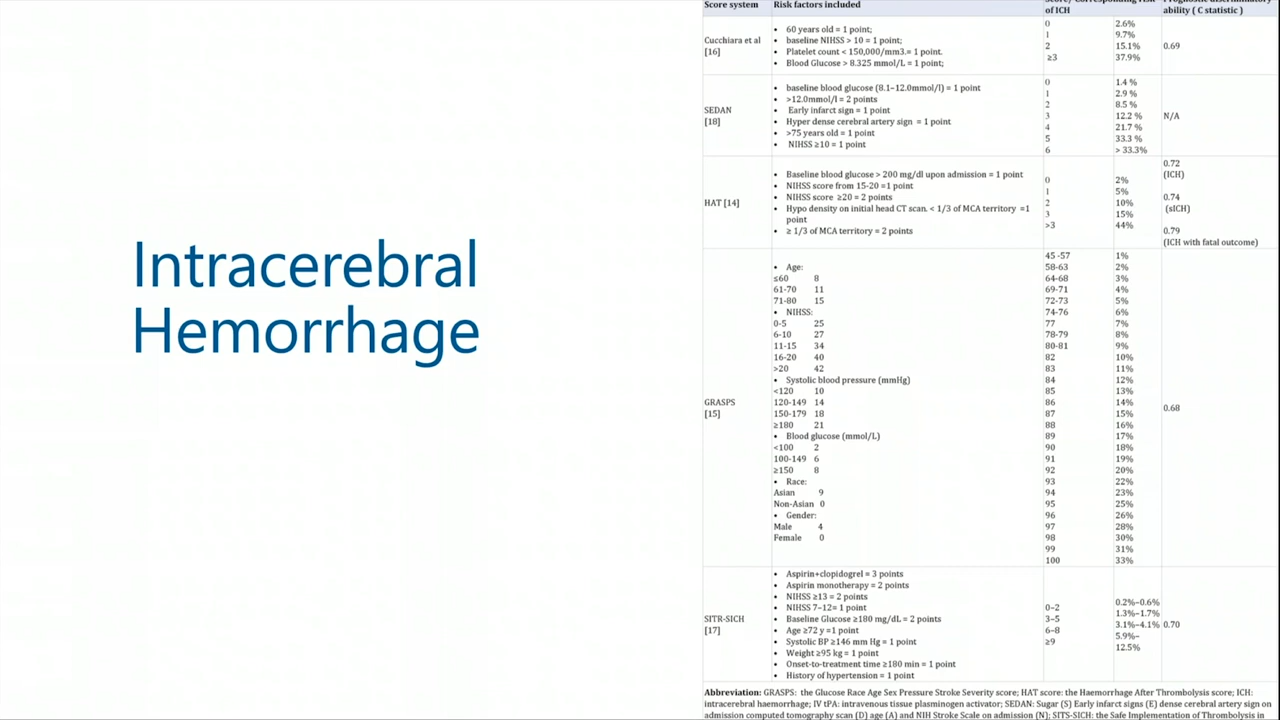 Intracerebral
Hemorrhage
Score system
Risk factors included
of ICH
ability ( C statistic )
Cucchiara et al
[16]
• 60 years old = 1 point;
• baseline NIHSS > 10 = 1 point;
• Platelet count < 150,000/mm3.= 1 point.
• Blood Glucose > 8.325 mmol/L = 1 point;
0 2.6%
1 9.7%
2 15.1%
≥3 37.9%
0.69
SEDAN
[18]
• baseline blood glucose (8.1–12.0mmol/l) = 1 point
• >12.0mmol/l = 2 points
• Early infarct sign = 1 point
• Hyper dense cerebral artery sign = 1 point
• >75 years old = 1 point
• NIHSS ≥10 = 1 point
0 1.4 %
1 2.9 %
2 8.5 %
3 12.2 %
4 21.7 %
5 33.3 %
6 > 33.3%
N/A
HAT [14]
• Baseline blood glucose > 200 mg/dl upon admission = 1 point
• NIHSS score from 15-20 =1 point
• NIHSS score ≥20 = 2 points
• Hypo density on initial head CT scan. < 1/3 of MCA territory =1
point
• ≥ 1/3 of MCA territory = 2 points
0 2%
1 5%
2 10%
3 15%
>3 44%
0.72
(ICH)
0.74
(sICH)
0.79
(ICH with fatal outcome)
GRASPS
[15]
• Age:
≤60 8
61-70 11
71-80 15
• NIHSS:
0-5 25
6-10 27
11-15 34
16-20 40
>20 42
• Systolic blood pressure (mmHg)
<120 10
120-149 14
150-179 18
≥180 21
• Blood glucose (mmol/L)
<100 2
100-149 6
≥150 8
• Race:
Asian 9
Non-Asian 0
• Gender:
Male 4
Female 0
45 -57 1%
58-63 2%
64-68 3%
69-71 4%
72-73 5%
74-76 6%
77 7%
78-79 8%
80-81 9%
82 10%
83 11%
84 12%
85 13%
86 14%
87 15%
88 16%
89 17%
90 18%
91 19%
92 20%
93 22%
94 23%
95 25%
96 26%
97 28%
98 30%
99 31%
100 33%
0.68
SITR-SICH
[17]
• Aspirin+clopidogrel = 3 points
• Aspirin monotherapy = 2 points
• NIHSS ≥13 = 2 points
• NIHSS 7–12= 1 point
• Baseline Glucose ≥180 mg/dL = 2 points
• Age ≥72 y =1 point
• Systolic BP ≥146 mm Hg = 1 point
• Weight ≥95 kg = 1 point
• Onset-to-treatment time ≥180 min = 1 point
• History of hypertension = 1 point
0–2
3–5
6–8
≥9
0.2%–0.6%
1.3%–1.7%
3.1%–4.1%
5.9%–
12.5%
0.70
Abbreviation: GRASPS: the Glucose Race Age Sex Pressure Stroke Severity score; HAT score: the Haemorrhage After Thrombolysis score; ICH:
intracerebral haemorrhage; IV tPA: intravenous tissue plasminogen activator; SEDAN: Sugar (S) Early infarct signs (E) dense cerebral artery sign on
admission computed tomography scan (D) age (A) and NIH Stroke Scale on admission (N); SITS-SICH: the Safe Implementation of Thrombolysis in